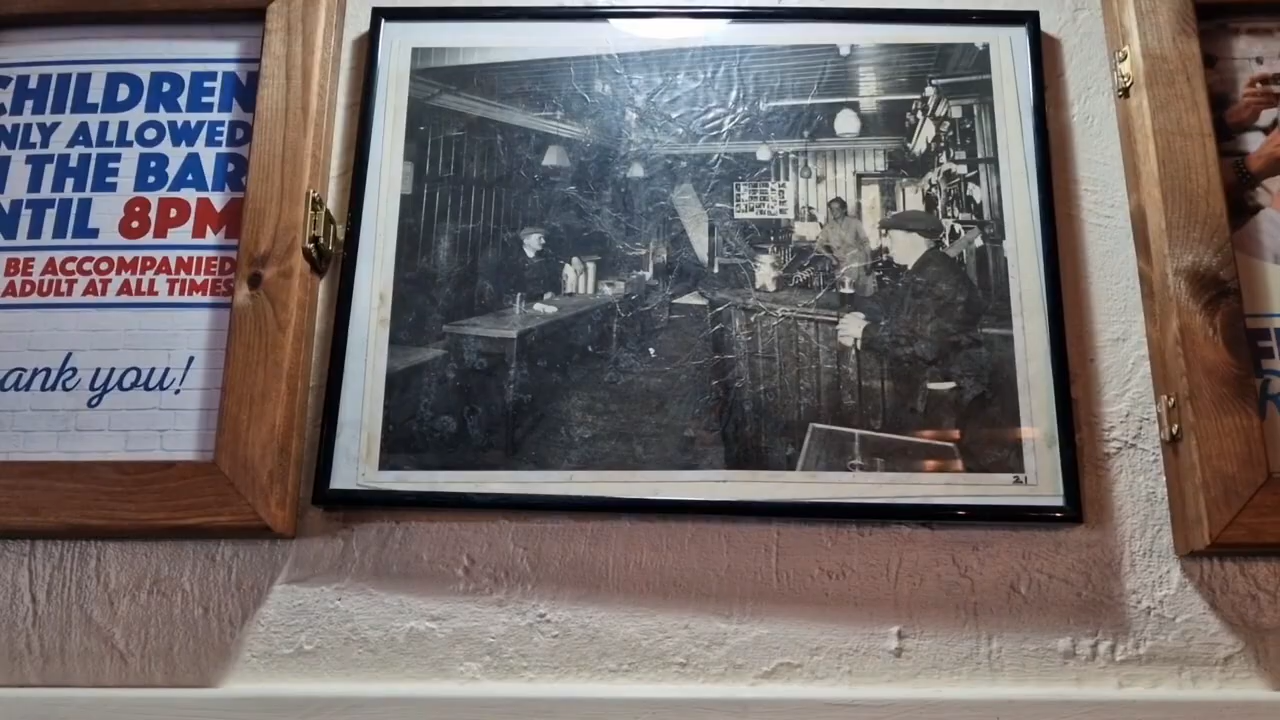 CHILDREN
NLY ALLOWED
THE BAR
NTIL 8PM
BE ACCOMPANIED
ADULT AT ALL TIMES
ank you!
21